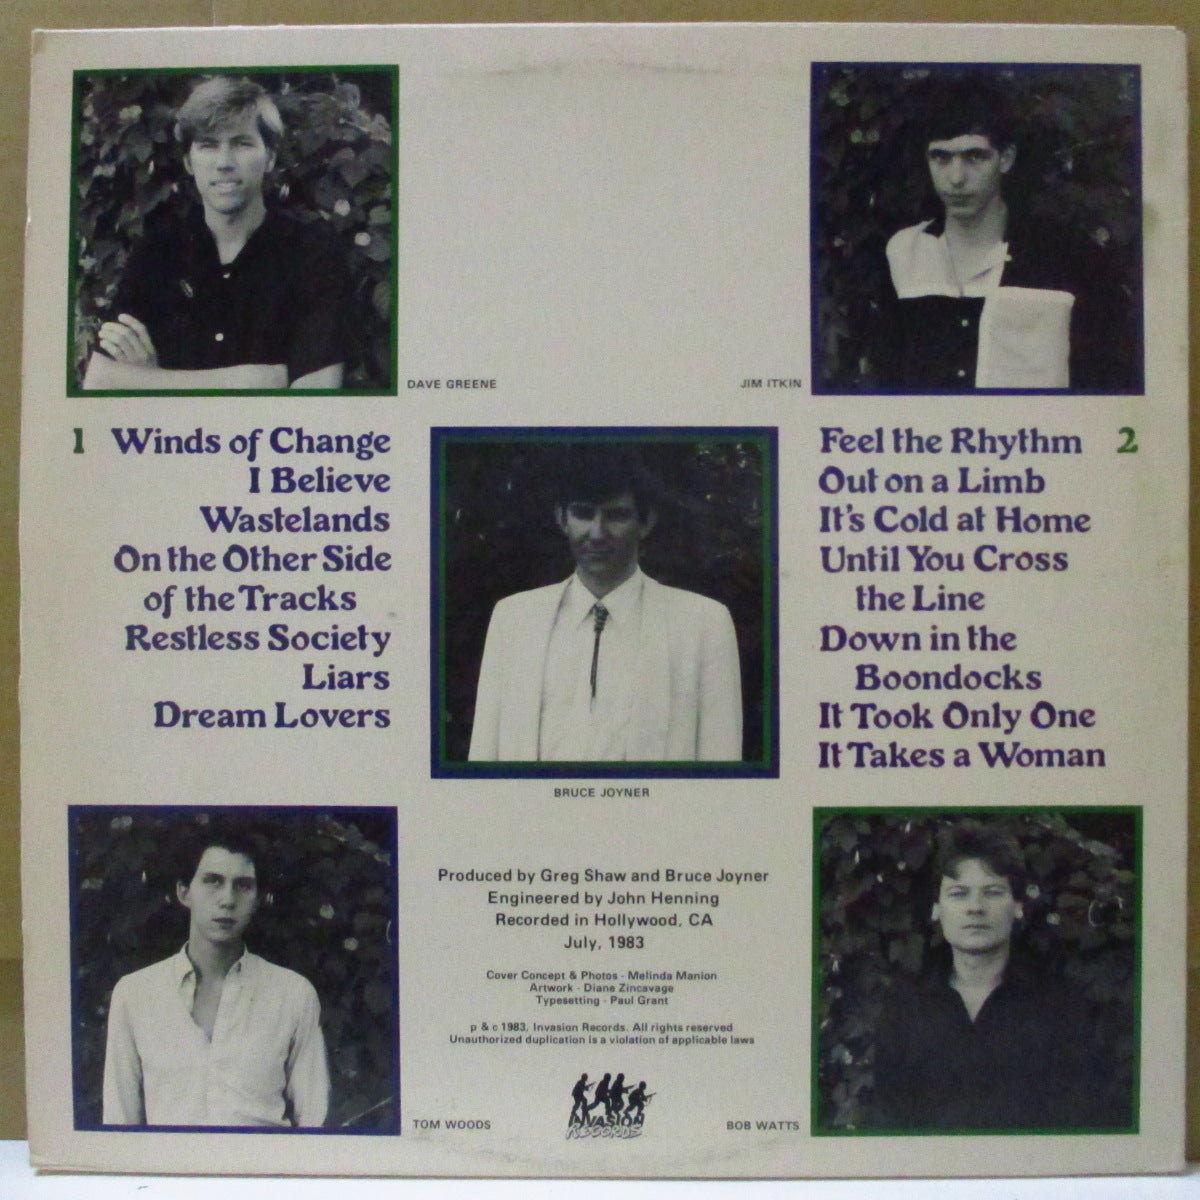 DAVE GREENE
JIM ITKIN
1 Winds of Change
I Believe
Wastelands
On the Other Side
of the Tracks
Restless Society
Liars
Dream Lovers
Feel the Rhythm 2
Out on a Limb
It's Cold at Home
Until You Cross
the Line
Down in the
Boondocks
It Took Only One
It Takes a Woman
BRUCE JOYNER
Produced by Greg Shaw and Bruce Joyner
Engineered by John Henning
Recorded in Hollywood, CA
July, 1983
Cover Concept & Photos - Melinda Manion
Artwork - Diane Zincavage
Typesetting - Paul Grant
p & c 1983, Invasion Records. All rights reserved
Unauthorized duplication is a violation of applicable laws
INVASION
RECORDS
TOM WOODS
BOB WATTS